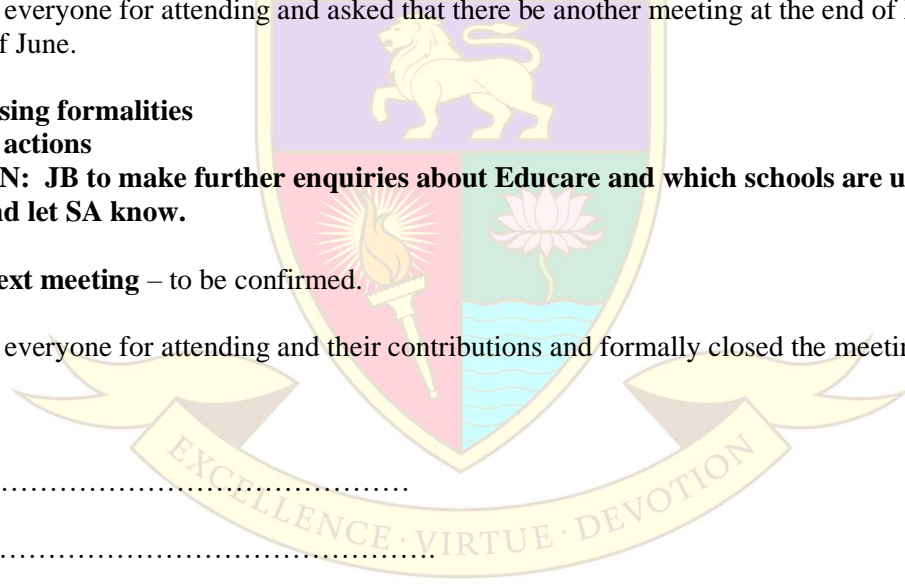 everyone for attending and asked that there be another meeting at the end of
f June.
sing formalities
actions
N: JB to make further enquiries about Educare and which schools are u
nd let SA know.
ext meeting – to be confirmed.
everyone for attending and their contributions and formally closed the meetin
……………………………………
……………………………………….
EXCELLENCE · VIRTUE · DEVOTION